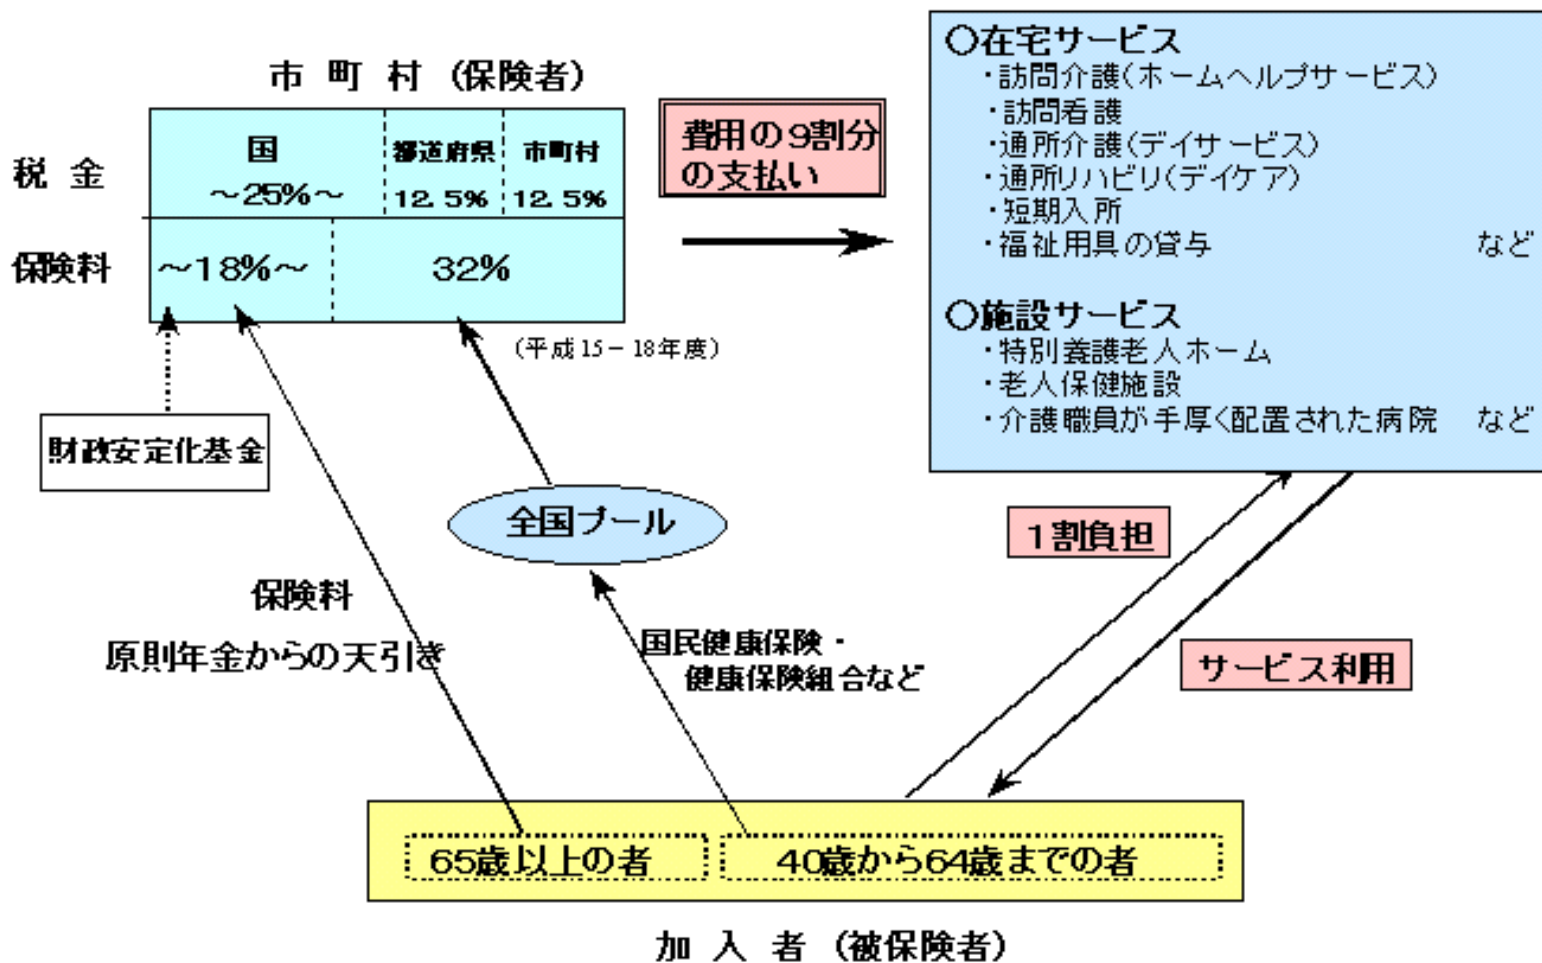 市 町 村 (保険者)
税 金
国
～25%～
都道府県
12.5%
市町村
12.5%
保険料
～18%～
32%
(平成15－18年度)
財政安定化基金
費用の9割分
の支払い
○在宅サービス
・訪問介護(ホームヘルプサービス)
・訪問看護
・通所介護(デイサービス)
・通所リハビリ(デイケア)
・短期入所
・福祉用具の貸与 など
○施設サービス
・特別養護老人ホーム
・老人保健施設
・介護職員が手厚く配置された病院 など
全国プール
1割負担
保険料
原則年金からの天引き
国民健康保険・
健康保険組合など
サービス利用
65歳以上の者
40歳から64歳までの者
加 入 者 (被保険者)